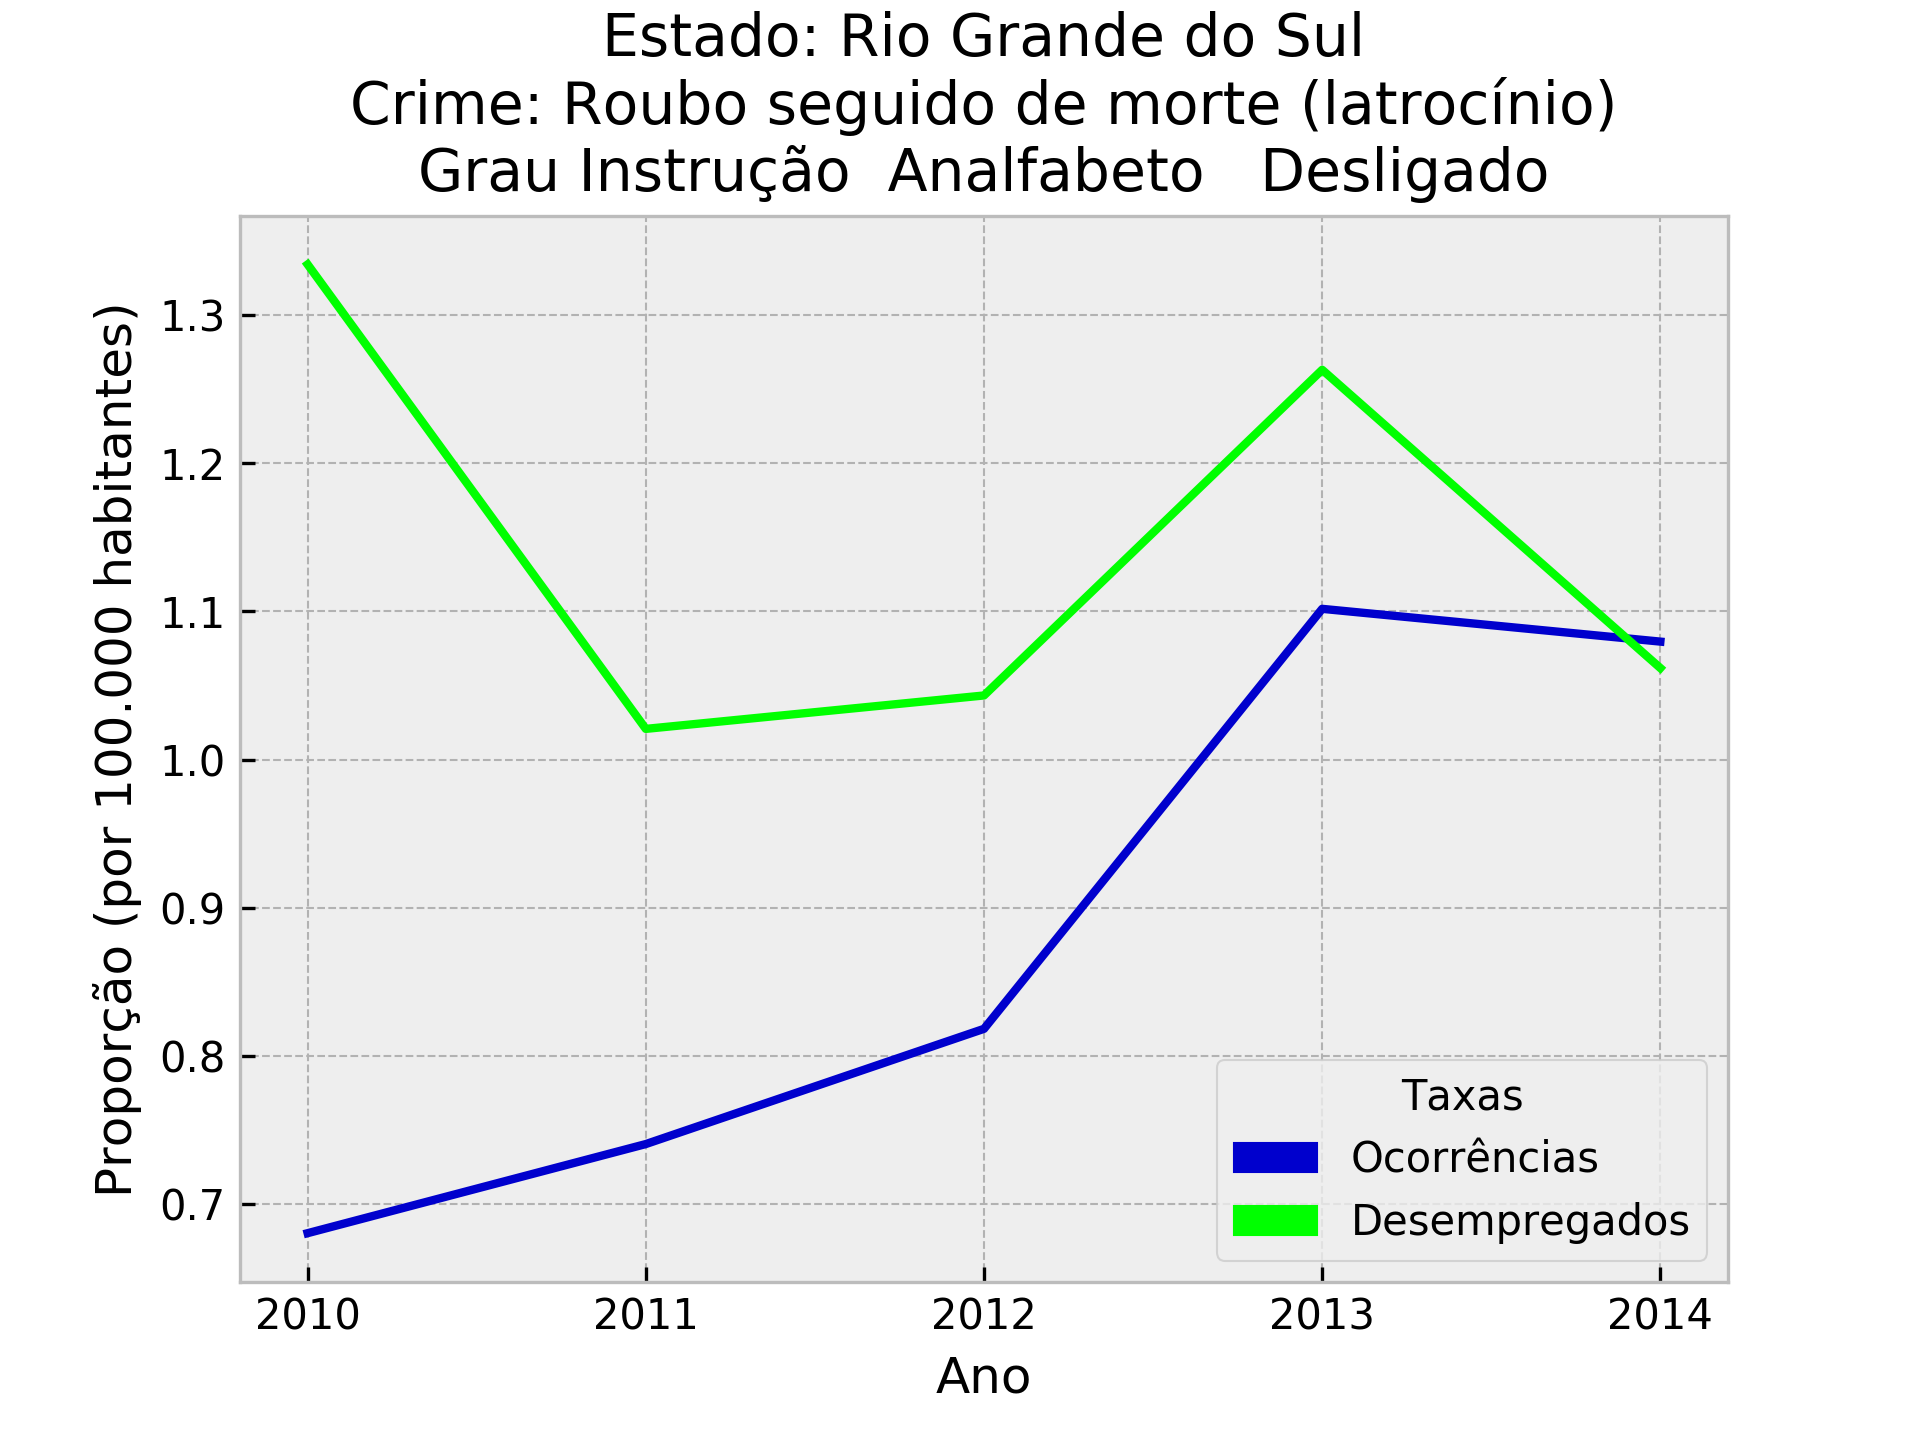 Estado: Rio Grande do Sul
Crime: Roubo seguido de morte (latrocínio)
Grau Instrução  Analfabeto   Desligado
Proporção (por 100.000 habitantes)
1.3
1.2
1.1
1.0
0.9
0.8
0.7
Taxas
Ocorrências
Desempregados
2010 2011 2012 2013 2014
Ano